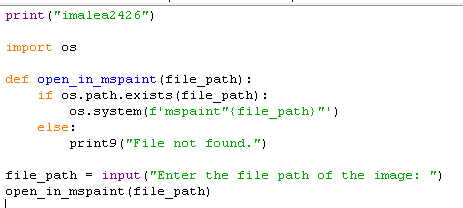 print("imalea2426")
import os
def open_in_mspaint(file_path):
    if os.path.exists(file_path):
        os.system(f'mspaint"{file_path}"')
    else:
        print9("File not found.")
file_path = input("Enter the file path of the image: ")
open_in_mspaint(file_path)